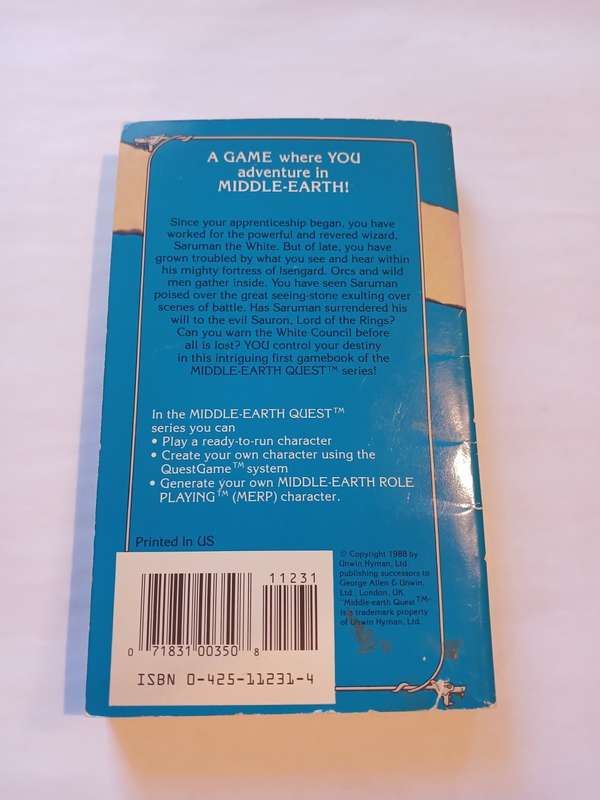 A GAME where YOU
adventure in
MIDDLE-EARTH!
Since your apprenticeship began, you have
worked for the powerful and revered wizard,
Saruman the White. But of late, you have
grown troubled by what you see and hear within
his mighty fortress of Isengard. Orcs and wild
men gather inside. You have seen Saruman
poised over the great seeing-stone exulting over
scenes of battle. Has Saruman surrendered his
will to the evil Sauron, Lord of the Rings?
Can you warn the White Council before
all is lost? YOU control your destiny
in this intriguing first gamebook of the
MIDDLE-EARTH QUEST™ series!
In the MIDDLE-EARTH QUEST™
series you can
• Play a ready-to-run character
• Create your own character using the
QuestGame™ system
• Generate your own MIDDLE-EARTH ROLE
PLAYING™ (MERP) character.
Printed In US
© Copyright 1988 by
Unwin Hyman, Ltd
publishing successors to
George Allen & Unwin,
Ltd., London, UK.
"Middle-earth Quest™"
is a trademark property
of Unwin Hyman, Ltd.
11231
0 71831 00350 8
ISBN 0-425-11231-4